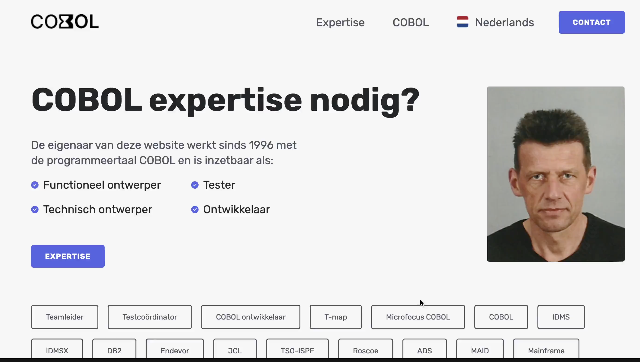 COBOL
Expertise COBOL Nederlands CONTACT
COBOL expertise nodig?
De eigenaar van deze website werkt sinds 1996 met
de programmeertaal COBOL en is inzetbaar als:
Functioneel ontwerper Tester
Technisch ontwerper Ontwikkelaar
EXPERTISE
Teamleider Testcoördinator COBOL ontwikkelaar T-map Microfocus COBOL COBOL IDMS
IDMSX DB2 Endevor JCL TSO-ISPF Roscoe ADS MAID Mainframe